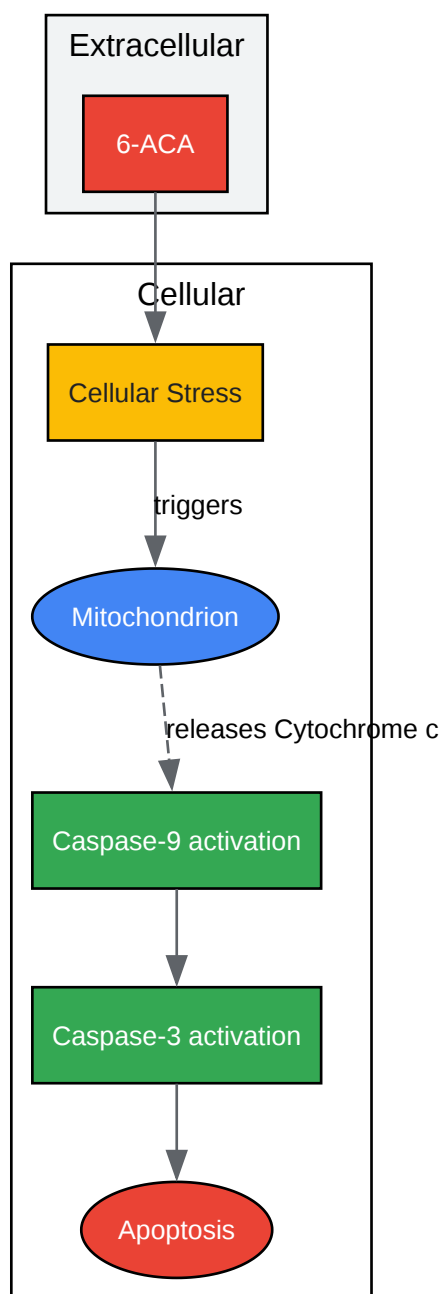 Extracellular
6-ACA
Cellular
Cellular Stress
triggers
Mitochondrion
releases Cytochrome c
Caspase-9 activation
Caspase-3 activation
Apoptosis